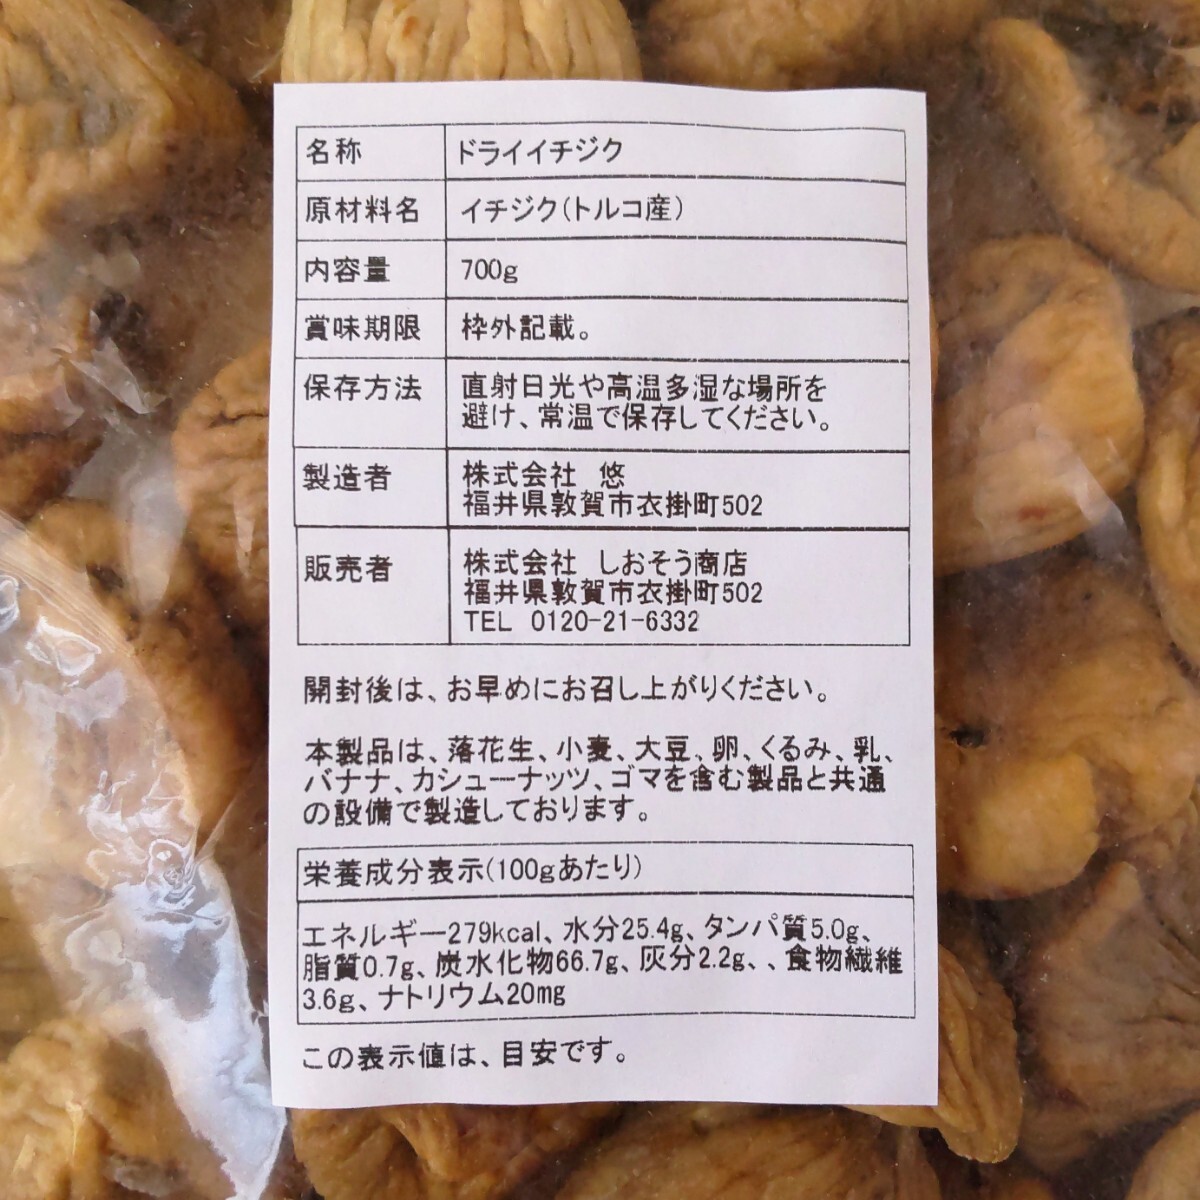 名称 ドライイチジク
原材料名 イチジク(トルコ産)
内容量 700g
賞味期限 枠外記載。
保存方法 直射日光や高温多湿な場所を
避け、常温で保存してください。
製造者 株式会社 悠
福井県敦賀市衣掛町502
販売者 株式会社 しおそう商店
福井県敦賀市衣掛町502
TEL 0120-21-6332
開封後は、お早めにお召し上がりください。
本製品は、落花生、小麦、大豆、卵、くるみ、乳、
バナナ、カシューナッツ、ゴマを含む製品と共通
の設備で製造しております。
栄養成分表示(100gあたり)
エネルギー279kcal、水分25.4g、タンパ質5.0g、
脂質0.7g、炭水化物66.7g、灰分2.2g、、食物繊維
3.6g、ナトリウム20mg
この表示値は、目安です。